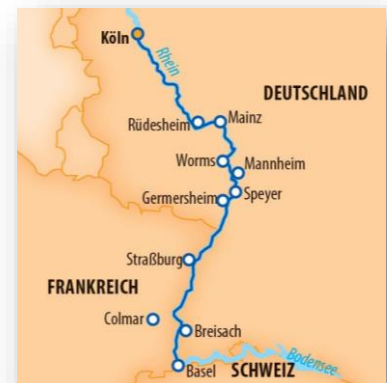 Köln
Rhein
DEUTSCHLAND
Rüdesheim
Mainz
Worms
Mannheim
Germersheim
Speyer
Straßburg
FRANKREICH
Colmar
Breisach
Basel
SCHWEIZ
Bodensee